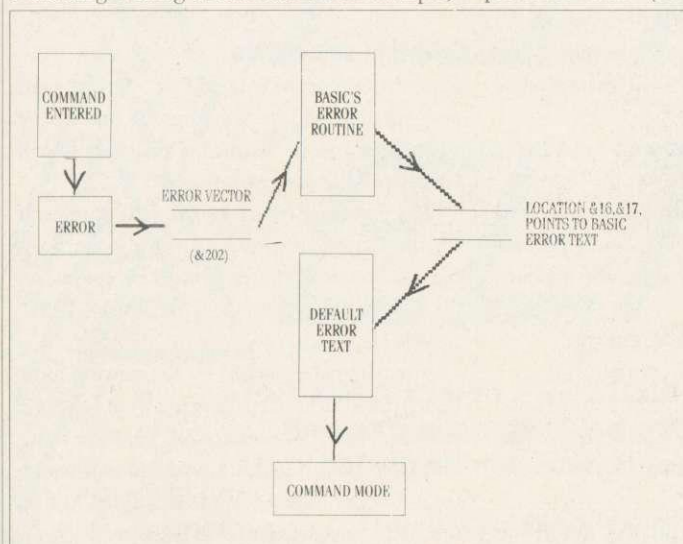 COMMAND
ENTERED
BASIC'S
ERROR
ROUTINE
ERROR VECTOR
ERROR
(&202)
LOCATION &16,&17,
POINTS TO BASIC
ERROR TEXT
DEFAULT
ERROR
TEXT
COMMAND MODE